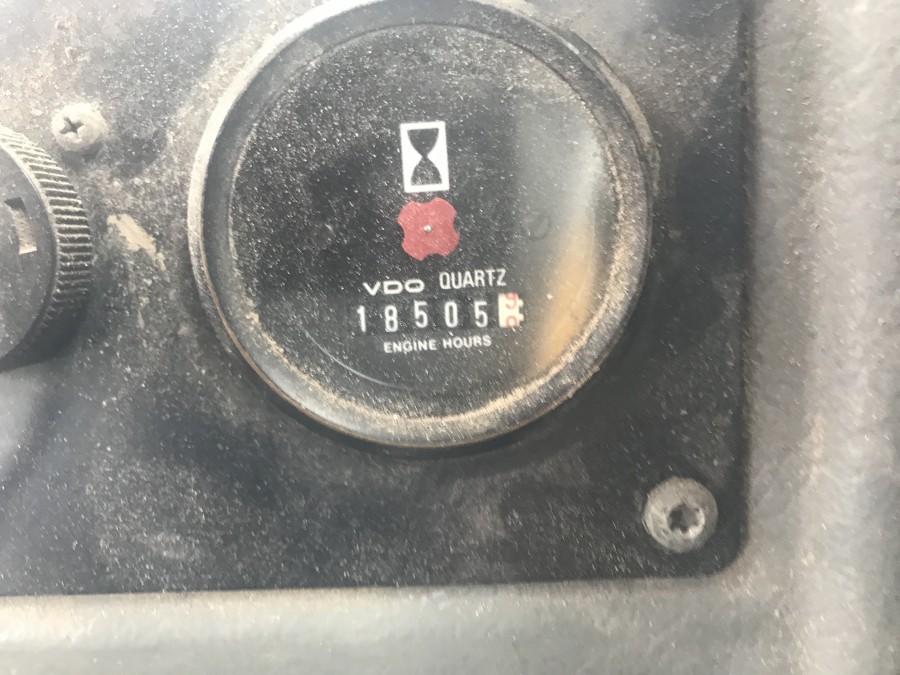 VDO QUARTZ
18505
ENGINE HOURS